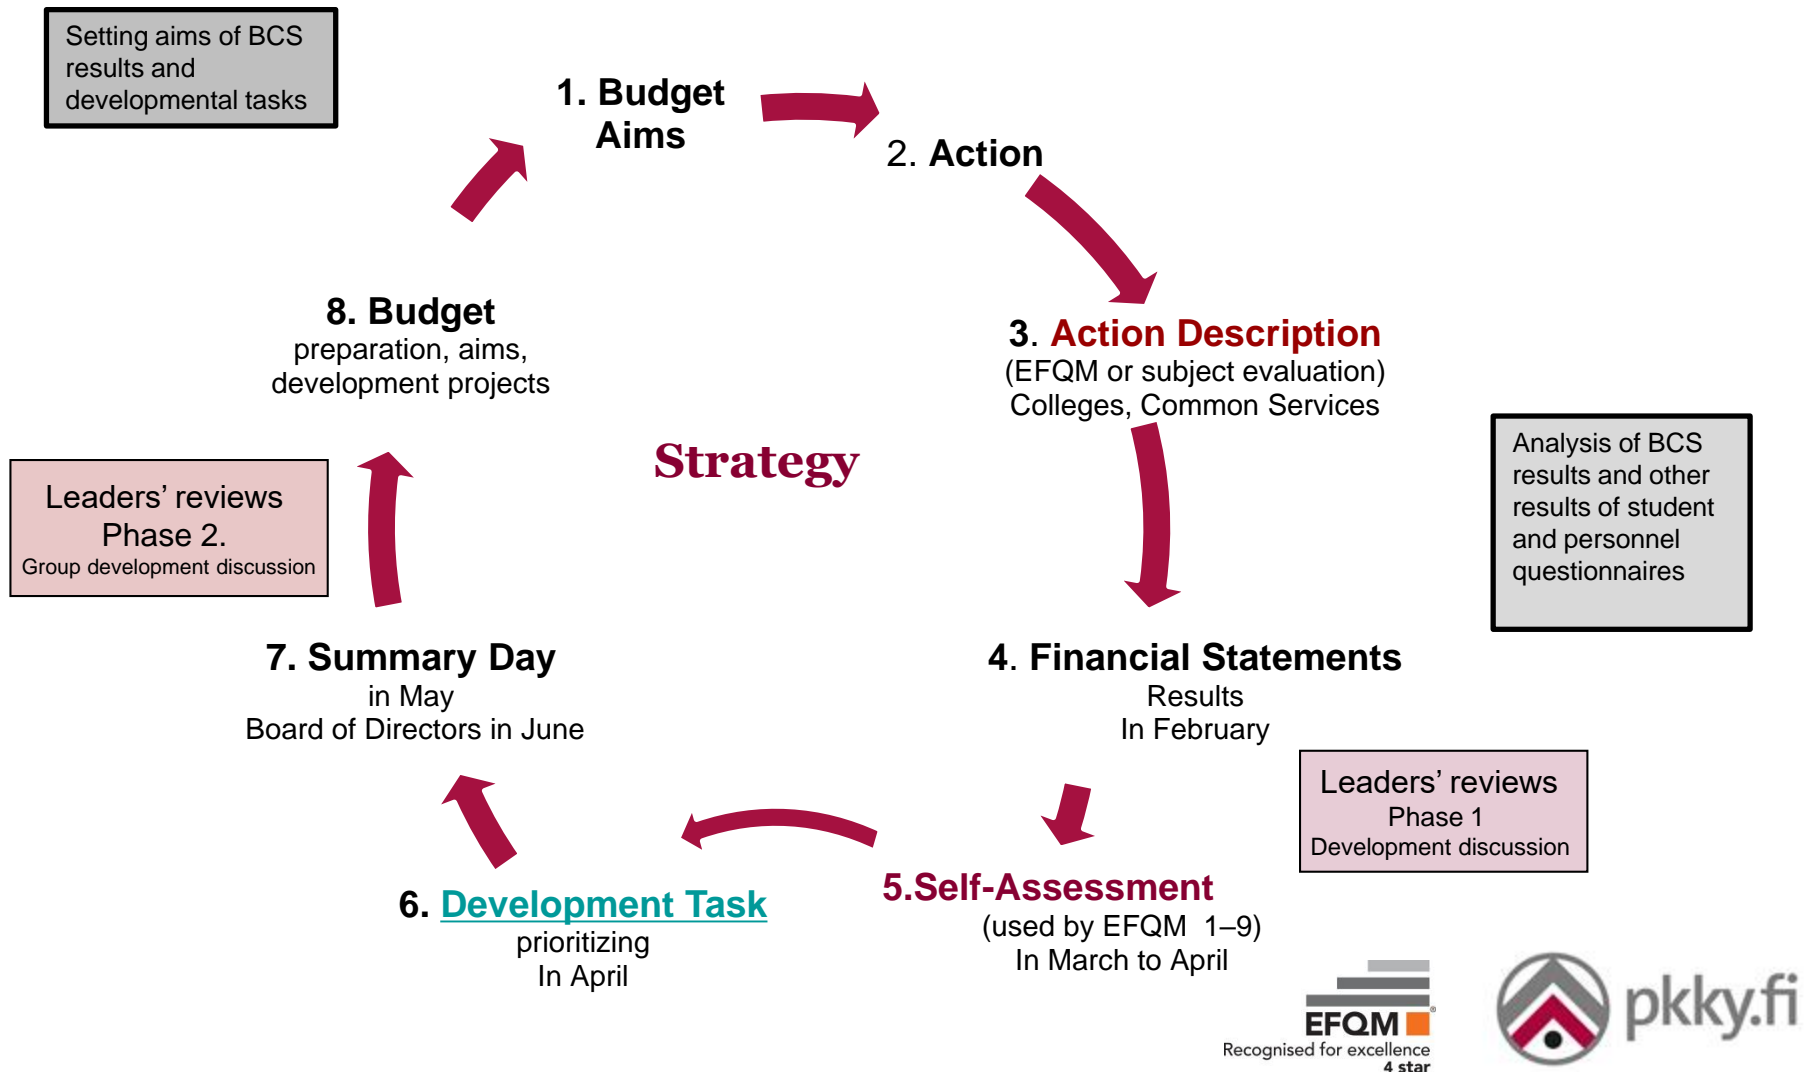 Setting aims of BCS
results and
developmental tasks
1. Budget
Aims
2. Action
3. Action Description
(EFQM or subject evaluation)
Colleges, Common Services
Analysis of BCS
results and other
results of student
and personnel
questionnaires
4. Financial Statements
Results
In February
Leaders’ reviews
Phase 1
Development discussion
5.Self-Assessment
(used by EFQM 1–9)
In March to April
6. Development Task
prioritizing
In April
7. Summary Day
in May
Board of Directors in June
Leaders’ reviews
Phase 2.
Group development discussion
8. Budget
preparation, aims,
development projects
Strategy
EFQM
®
Recognised for excellence
4 star
pkky.fi